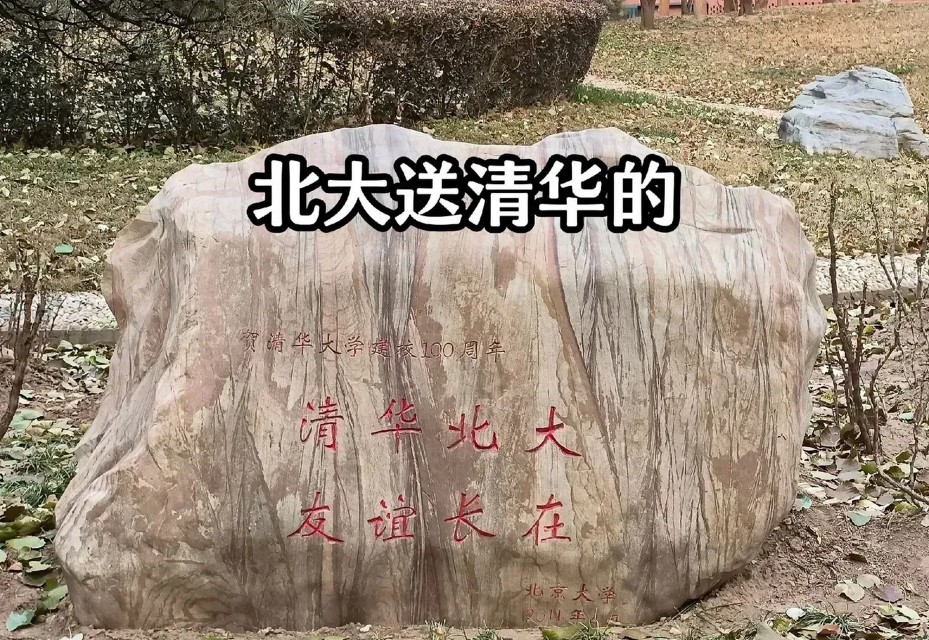 北大送清华的
贺清华大学建校100周年
清华北大
友谊长在
北京大学